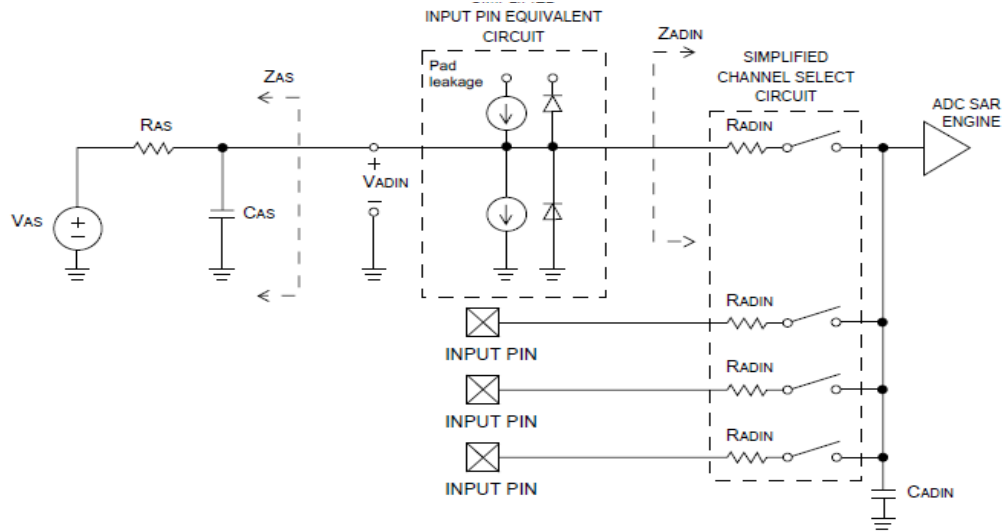 INPUT PIN EQUIVALENT
CIRCUIT
Pad
leakage
ZADIN
SIMPLIFIED
CHANNEL SELECT
CIRCUIT
ADC SAR
ENGINE
ZAS
RAS
RADIN
+
VADIN
–
VAS
+
–
CAS
RADIN
INPUT PIN
RADIN
INPUT PIN
RADIN
INPUT PIN
CADIN